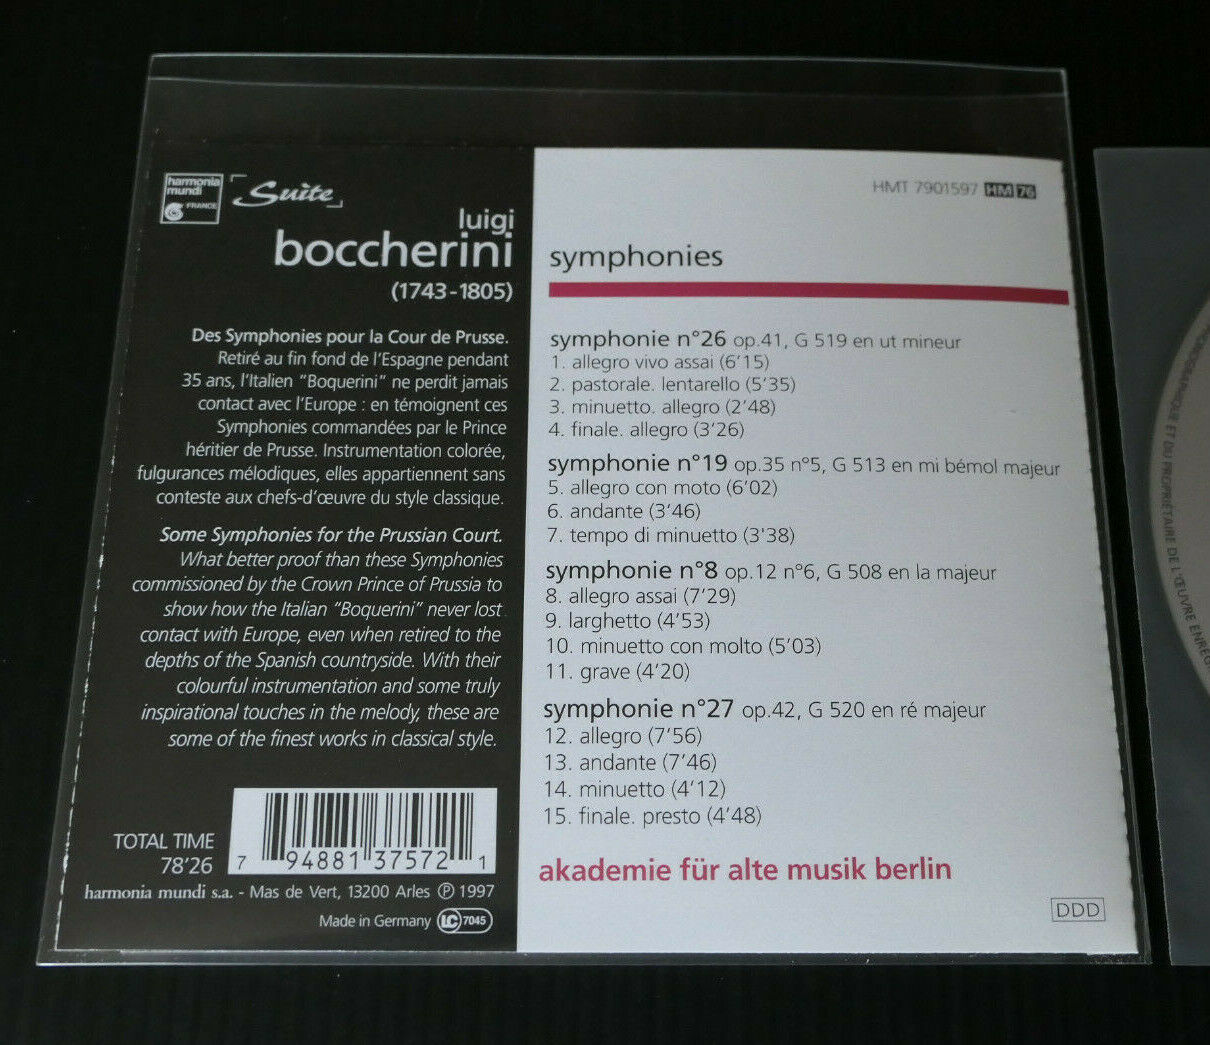 harmonia
mundi
FRANCE
Suite
luigi
boccherini
(1743-1805)
Des Symphonies pour la Cour de Prusse.
Retiré au fin fond de l'Espagne pendant
35 ans, l'Italien "Boquerini" ne perdit jamais
contact avec l'Europe : en témoignent ces
Symphonies commandées par le Prince
héritier de Prusse. Instrumentation colorée,
fulgurances mélodiques, elles appartiennent sans
conteste aux chefs-d'œuvre du style classique.
Some Symphonies for the Prussian Court.
What better proof than these Symphonies
commissioned by the Crown Prince of Prussia to
show how the Italian "Boquerini" never lost
contact with Europe, even when retired to the
depths of the Spanish countryside. With their
colourful instrumentation and some truly
inspirational touches in the melody, these are
some of the finest works in classical style.
TOTAL TIME
78'26
7 94881 37572 1
harmonia mundi s.a. - Mas de Vert, 13200 Arles Ⓟ 1997
Made in Germany LC 7045
HMT 7901597 HM 76
symphonies
symphonie n°26 op.41, G 519 en ut mineur
1. allegro vivo assai (6'15)
2. pastorale. lentarello (5'35)
3. minuetto. allegro (2'48)
4. finale. allegro (3'26)
symphonie n°19 op.35 n°5, G 513 en mi bémol majeur
5. allegro con moto (6'02)
6. andante (3'46)
7. tempo di minuetto (3'38)
symphonie n°8 op.12 n°6, G 508 en la majeur
8. allegro assai (7'29)
9. larghetto (4'53)
10. minuetto con molto (5'03)
11. grave (4'20)
symphonie n°27 op.42, G 520 en ré majeur
12. allegro (7'56)
13. andante (7'46)
14. minuetto (4'12)
15. finale. presto (4'48)
akademie für alte musik berlin
DDD
ET DU PROPRIÉTAIRE DE L'ŒUVRE